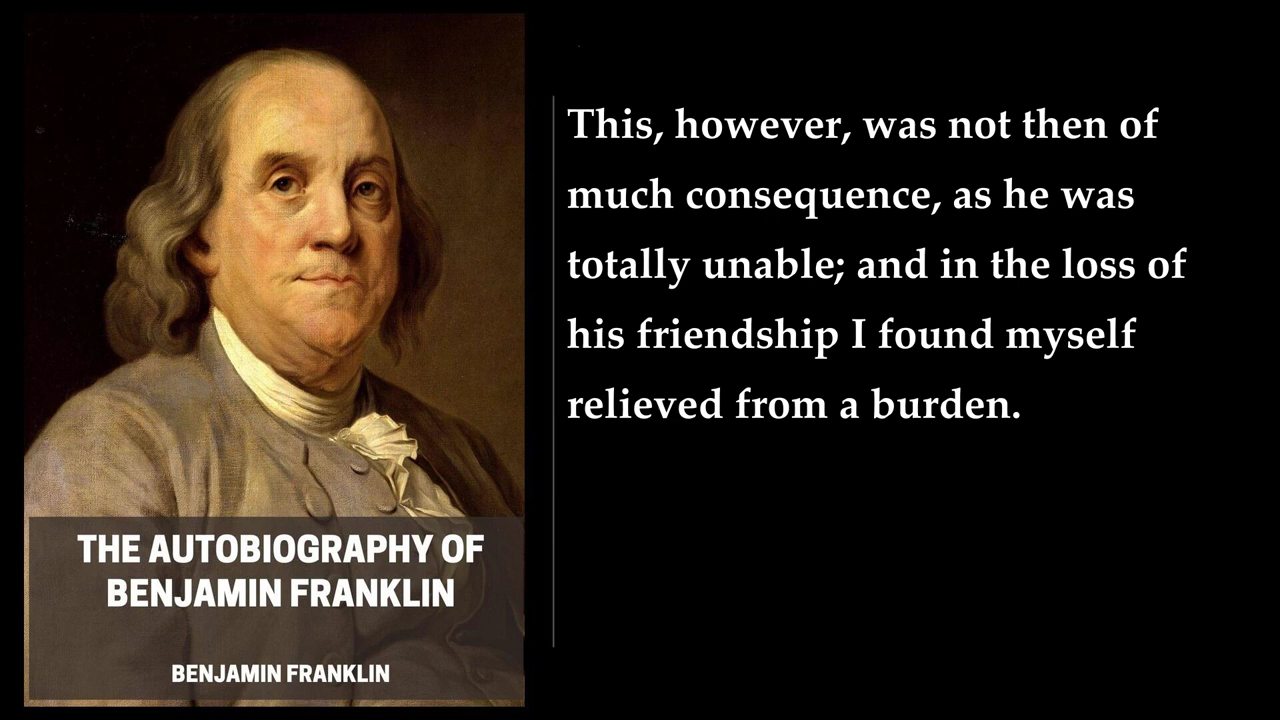 This, however, was not then of
much consequence, as he was
totally unable; and in the loss of
his friendship I found myself
relieved from a burden.
THE AUTOBIOGRAPHY OF
BENJAMIN FRANKLIN
BENJAMIN FRANKLIN